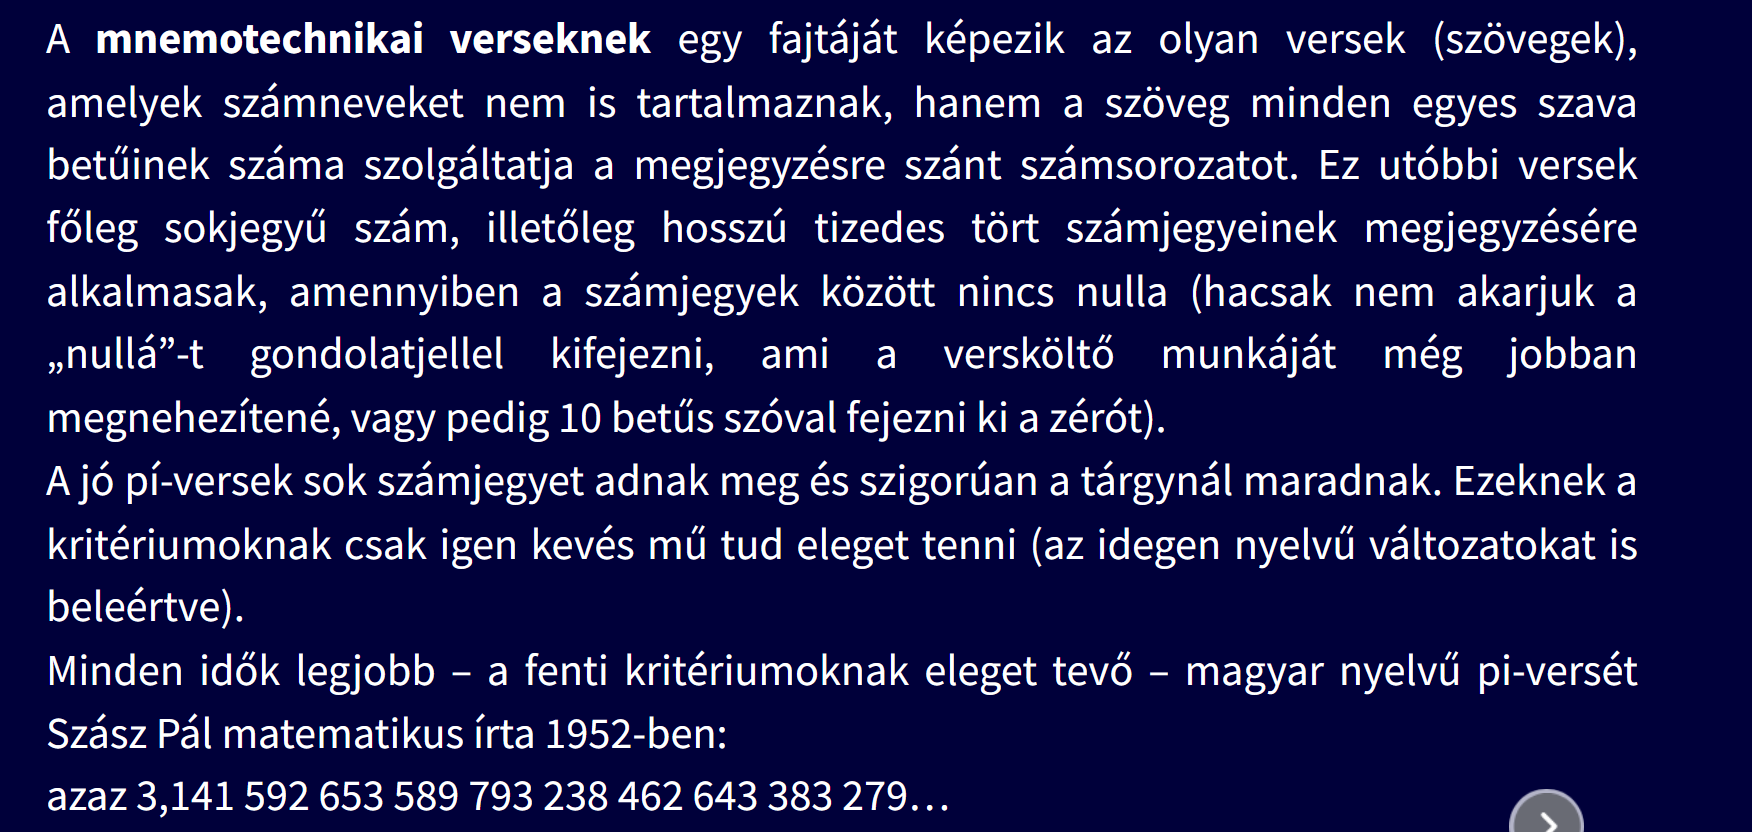 A mnemotechnikai verseknek egy fajtáját képezik az olyan versek (szövegek),
amelyek számneveket nem is tartalmaznak, hanem a szöveg minden egyes szava
betűinek száma szolgáltatja a megjegyzésre szánt számsorozatot. Ez utóbbi versek
főleg sokjegyű szám, illetőleg hosszú tizedes tört számjegyeinek megjegyzésére
alkalmasak, amennyiben a számjegyek között nincs nulla (hacsak nem akarjuk a
„nullá”-t gondolatjellel kifejezni, ami a versköltő munkáját még jobban
megnehezítené, vagy pedig 10 betűs szóval fejezni ki a zérót).
A jó pí-versek sok számjegyet adnak meg és szigorúan a tárgynál maradnak. Ezeknek a
kritériumoknak csak igen kevés mű tud eleget tenni (az idegen nyelvű változatokat is
beleértve).
Minden idők legjobb – a fenti kritériumoknak eleget tevő – magyar nyelvű pi-versét
Szász Pál matematikus írta 1952-ben:
azaz 3,141 592 653 589 793 238 462 643 383 279…